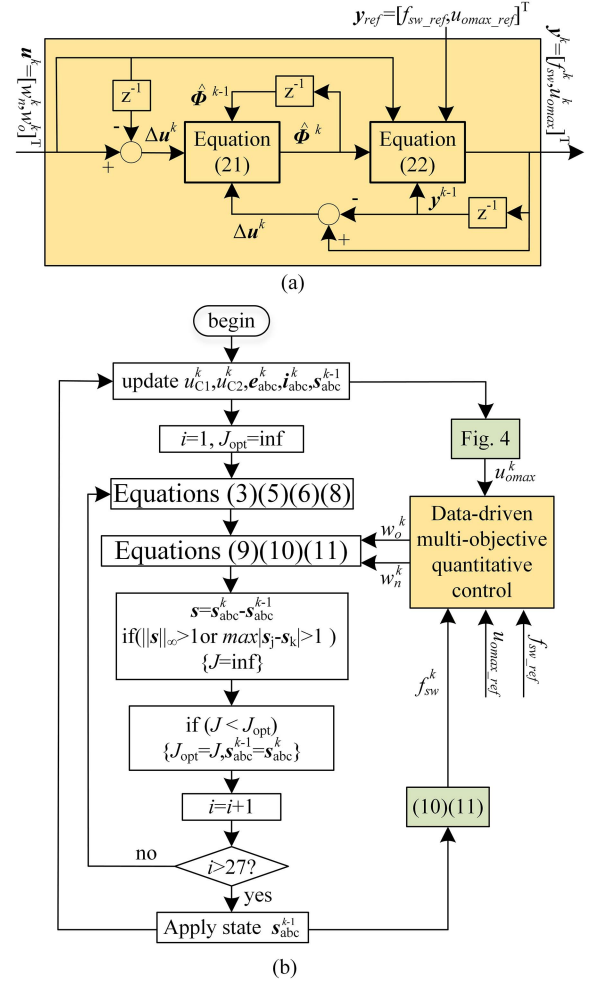 y_ref=[f_sw_ref,u_omax_ref]^T
u^k=[w_n^k,w_o^k]^T
y^k=[f_sw^k,u_omax^k]^T
z^-1
Φ̂^k-1
z^-1
-
+
Δu^k
Equation
(21)
Φ̂^k
Equation
(22)
-
y^k-1
z^-1
Δu^k
+
(a)
begin
update u_C1^k,u_C2^k,e_abc^k,i_abc^k,s_abc^k-1
i=1, J_opt=inf
Fig. 4
u_omax^k
Equations (3)(5)(6)(8)
Equations (9)(10)(11)
w_o^k
w_n^k
Data-driven
multi-objective
quantitative
control
s=s_abc^k-s_abc^k-1
if(||s||_∞>1or max|s_j-s_k|>1 )
{J=inf}
f_sw^k
u_omax_ref
f_sw_ref
if (J < J_opt)
{J_opt=J,s_abc^k-1=s_abc^k}
i=i+1
(10)(11)
no
i>27?
yes
Apply state s_abc^k-1
(b)